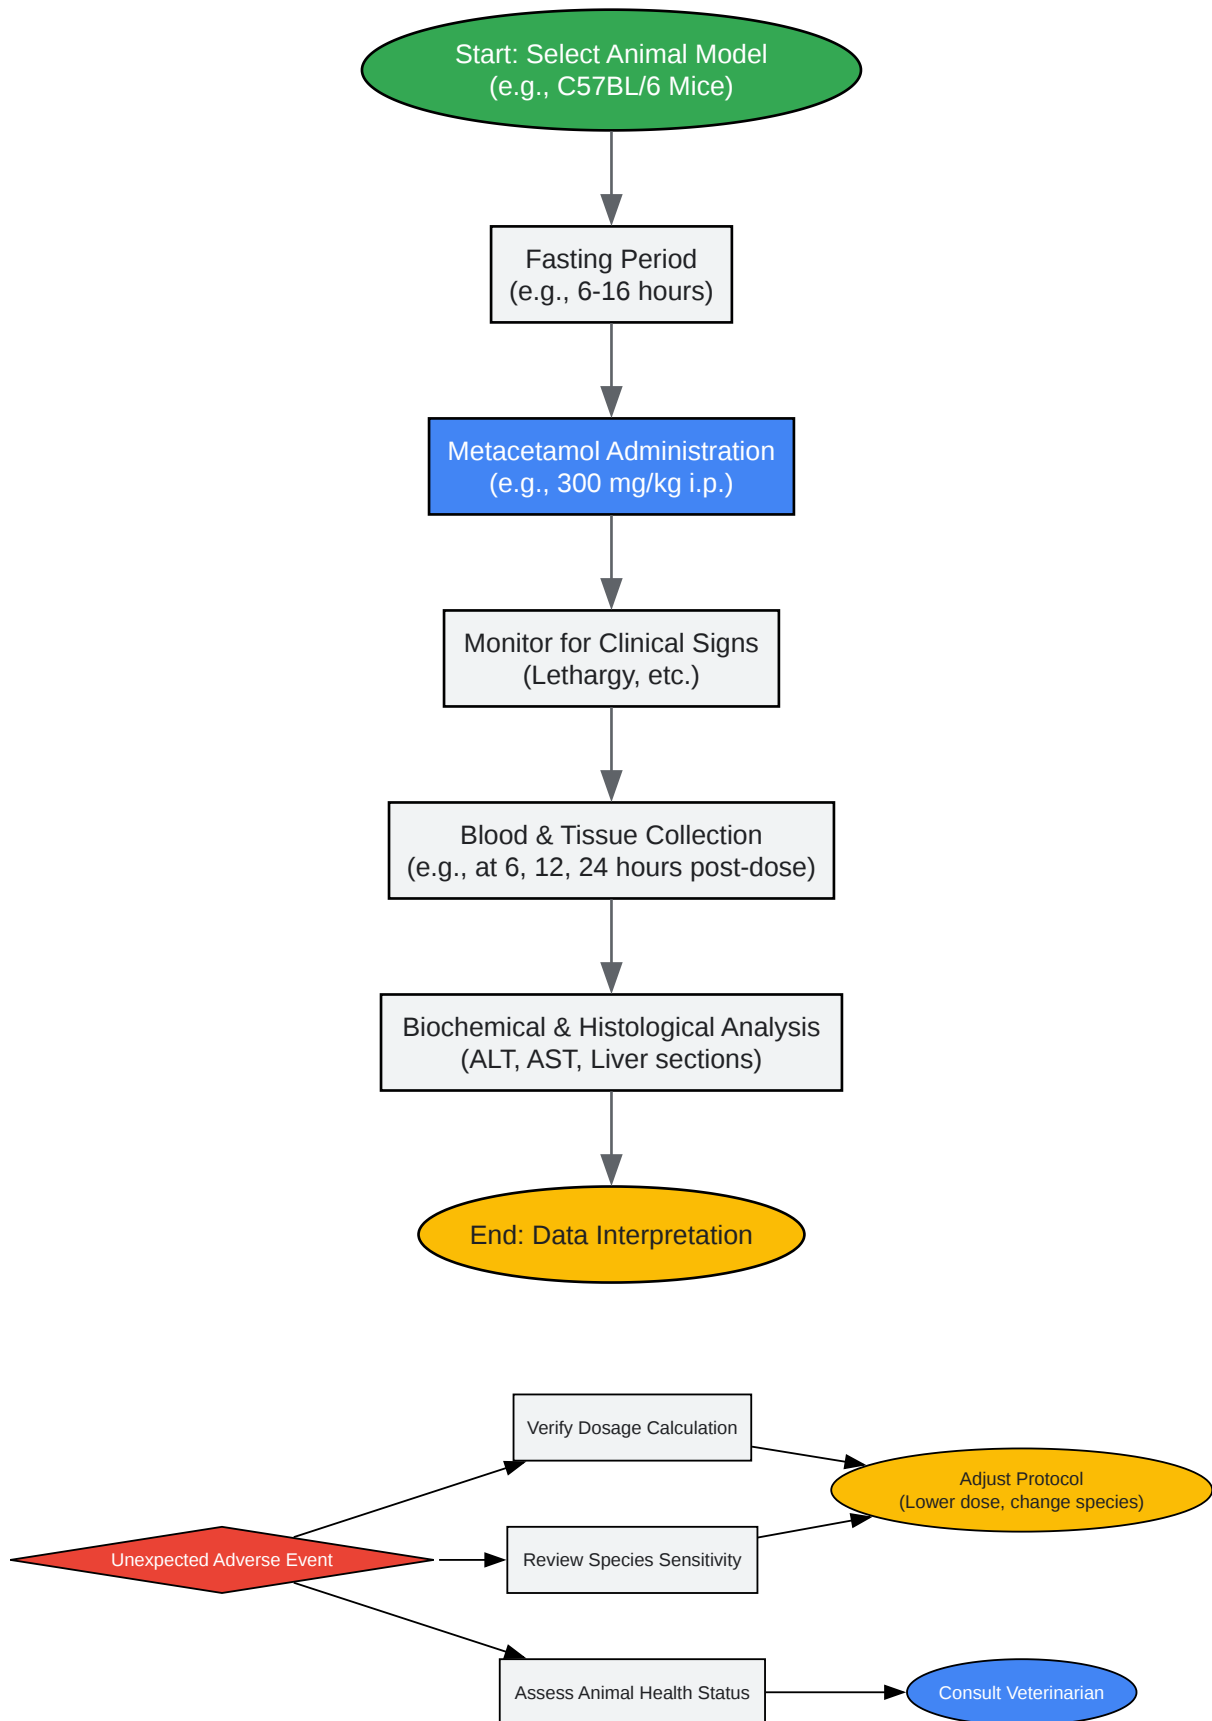 Start: Select Animal Model
(e.g., C57BL/6 Mice)
Fasting Period
(e.g., 6-16 hours)
Metacetamol Administration
(e.g., 300 mg/kg i.p.)
Monitor for Clinical Signs
(Lethargy, etc.)
Blood & Tissue Collection
(e.g., at 6, 12, 24 hours post-dose)
Biochemical & Histological Analysis
(ALT, AST, Liver sections)
End: Data Interpretation
Verify Dosage Calculation
Adjust Protocol
(Lower dose, change species)
Unexpected Adverse Event
Review Species Sensitivity
Assess Animal Health Status
Consult Veterinarian